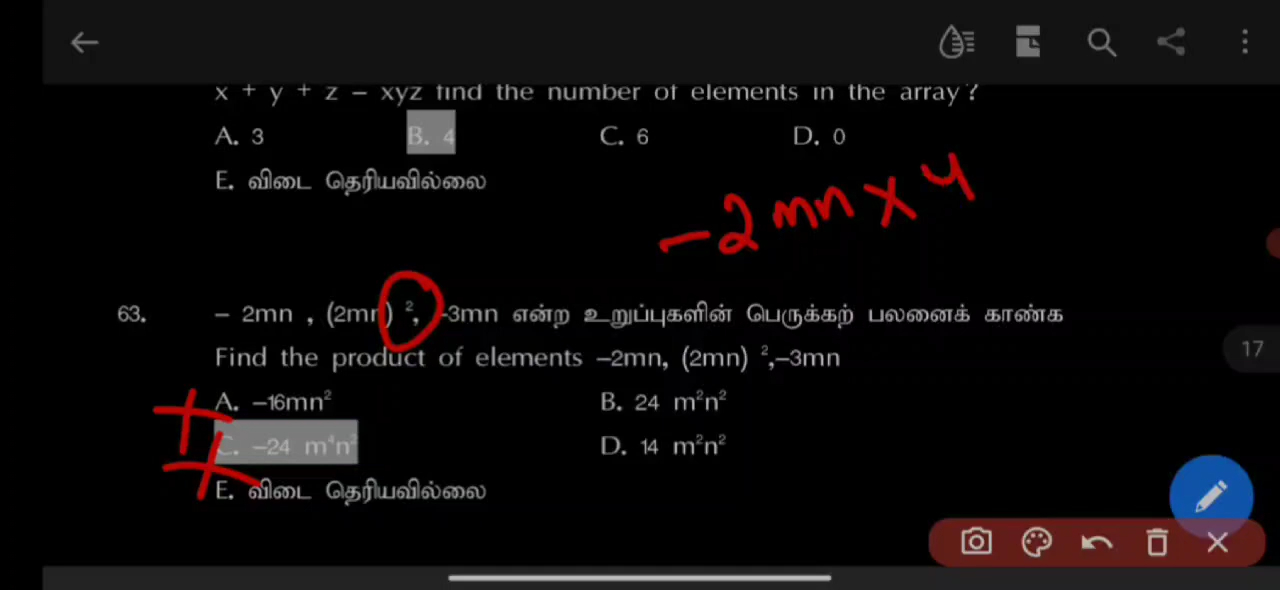 x + y + z – xyz find the number of elements in the array?
A. 3 B. 4 C. 6 D. 0
E. விடை தெரியவில்லை
-2mn x 4
63. – 2mn , (2mn) ², -3mn என்ற உறுப்புகளின் பெருக்கற் பலனைக் காண்க
Find the product of elements –2mn, (2mn) ²,–3mn
17
A. –16mn² B. 24 m²n²
C. –24 m⁴n² D. 14 m²n²
E. விடை தெரியவில்லை